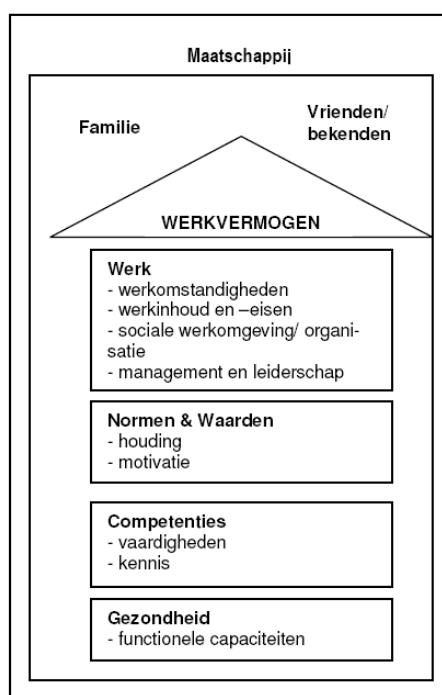 Maatschappij
Familie
Vrienden/
bekenden
WERKVERMOGEN
Werk
- werkomstandigheden
- werkinhoud en –eisen
- sociale werkomgeving/ organi-
satie
- management en leiderschap
Normen & Waarden
- houding
- motivatie
Competenties
- vaardigheden
- kennis
Gezondheid
- functionele capaciteiten